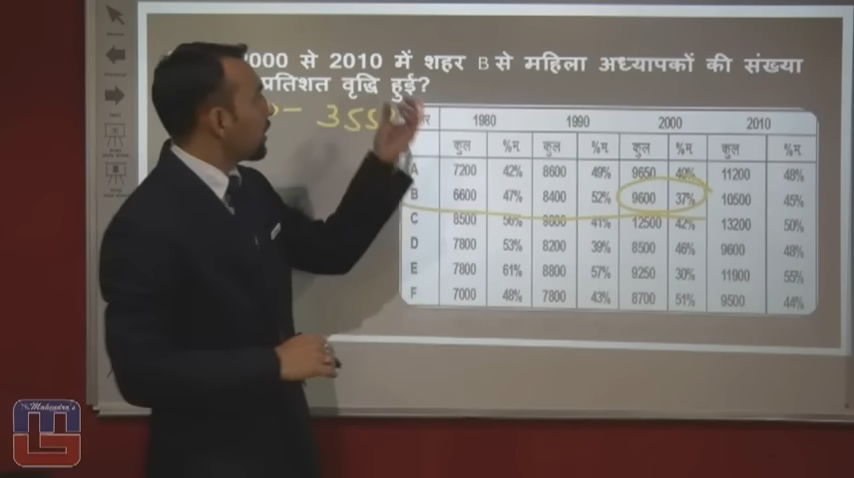 2000 से 2010 में शहर B से महिला अध्यापकों की संख्या
प्रतिशत वृद्धि हुई?
1980 1990 2000 2010
कुल %म. कुल %म. कुल %म. कुल %म.
A 7200 42% 8600 49% 9650 40% 11200 48%
B 6600 47% 8400 52% 9600 37% 10500 45%
C 8500 56% 41% 12500 42% 13200 50%
D 7800 53% 8200 39% 8500 46% 9600 48%
E 7800 61% 8800 57% 9250 30% 11900 55%
F 7000 48% 7800 43% 8700 51% 9500 44%
Mahendra's